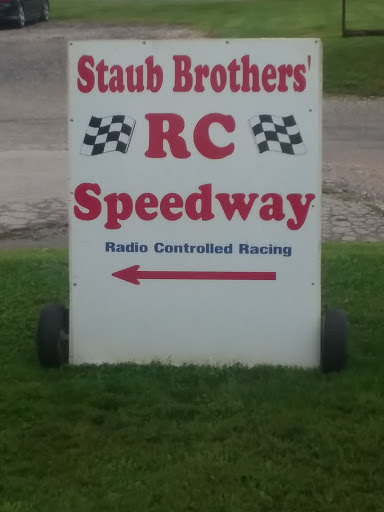 Staub Brothers'
RC
Speedway
Radio Controlled Racing